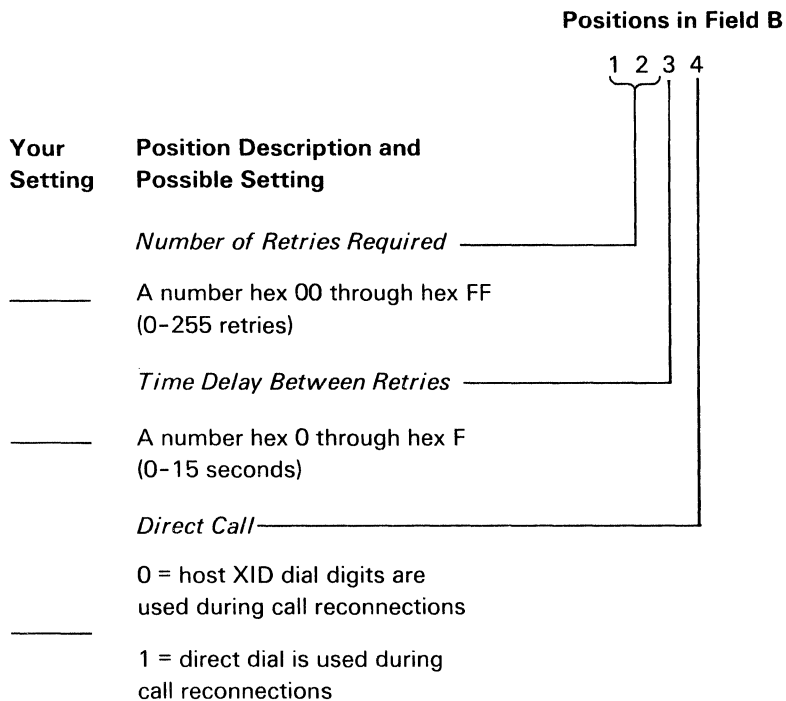 Positions in Field B
1 2 3 4
Your Setting
Position Description and Possible Setting
Number of Retries Required
A number hex 00 through hex FF
(0-255 retries)
Time Delay Between Retries
A number hex 0 through hex F
(0-15 seconds)
Direct Call
0 = host XID dial digits are
used during call reconnections
1 = direct dial is used during
call reconnections